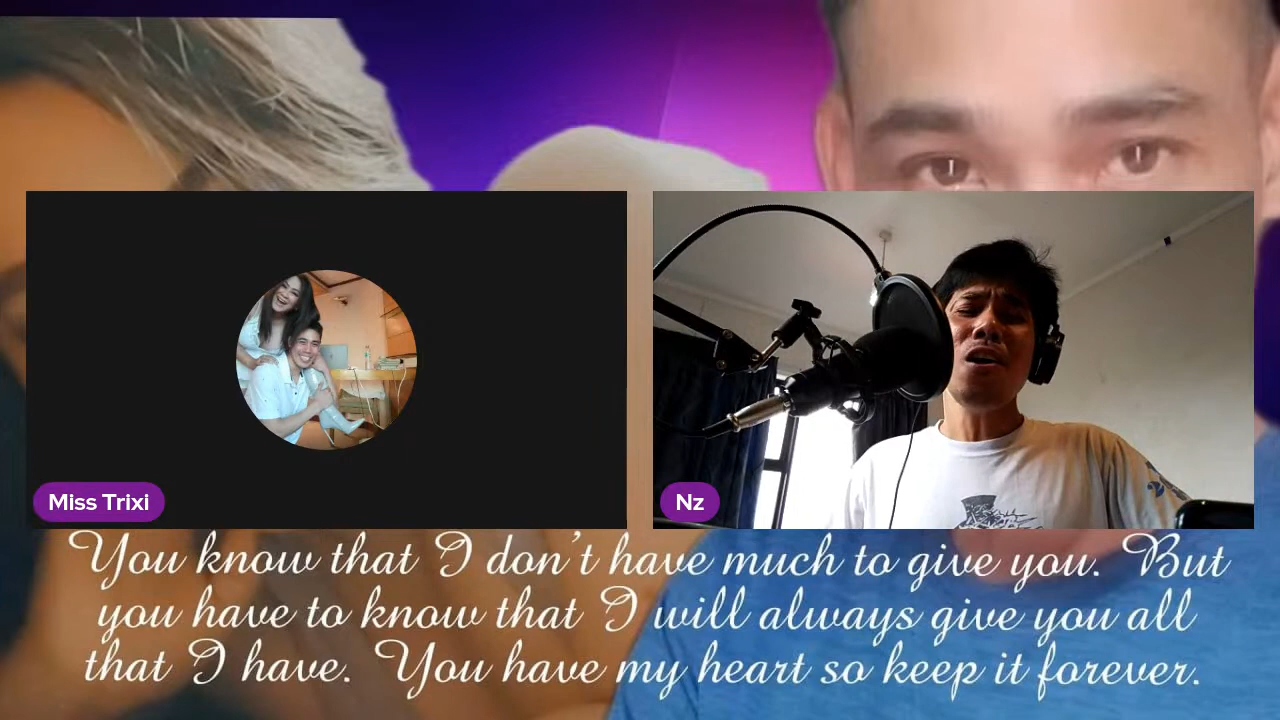 Miss Trixi
Nz
You know that I don't have much to give you. But
you have to know that I will always give you all
that I have. You have my heart so keep it forever.